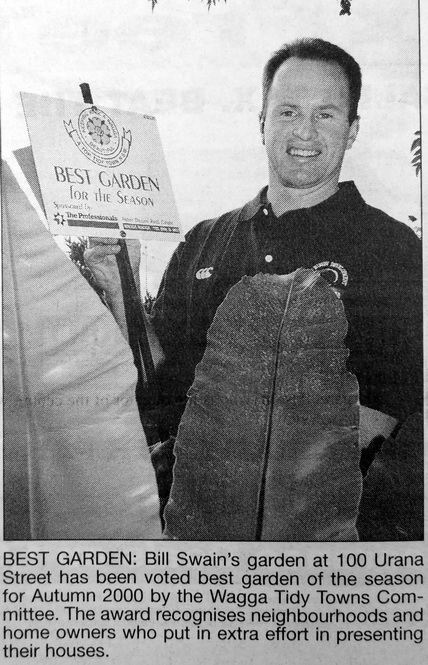 BEST GARDEN
for the SEASON
Sponsored by
The Professionals
BEST GARDEN: Bill Swain's garden at 100 Urana
Street has been voted best garden of the season
for Autumn 2000 by the Wagga Tidy Towns Com-
mittee. The award recognises neighbourhoods and
home owners who put in extra effort in presenting
their houses.